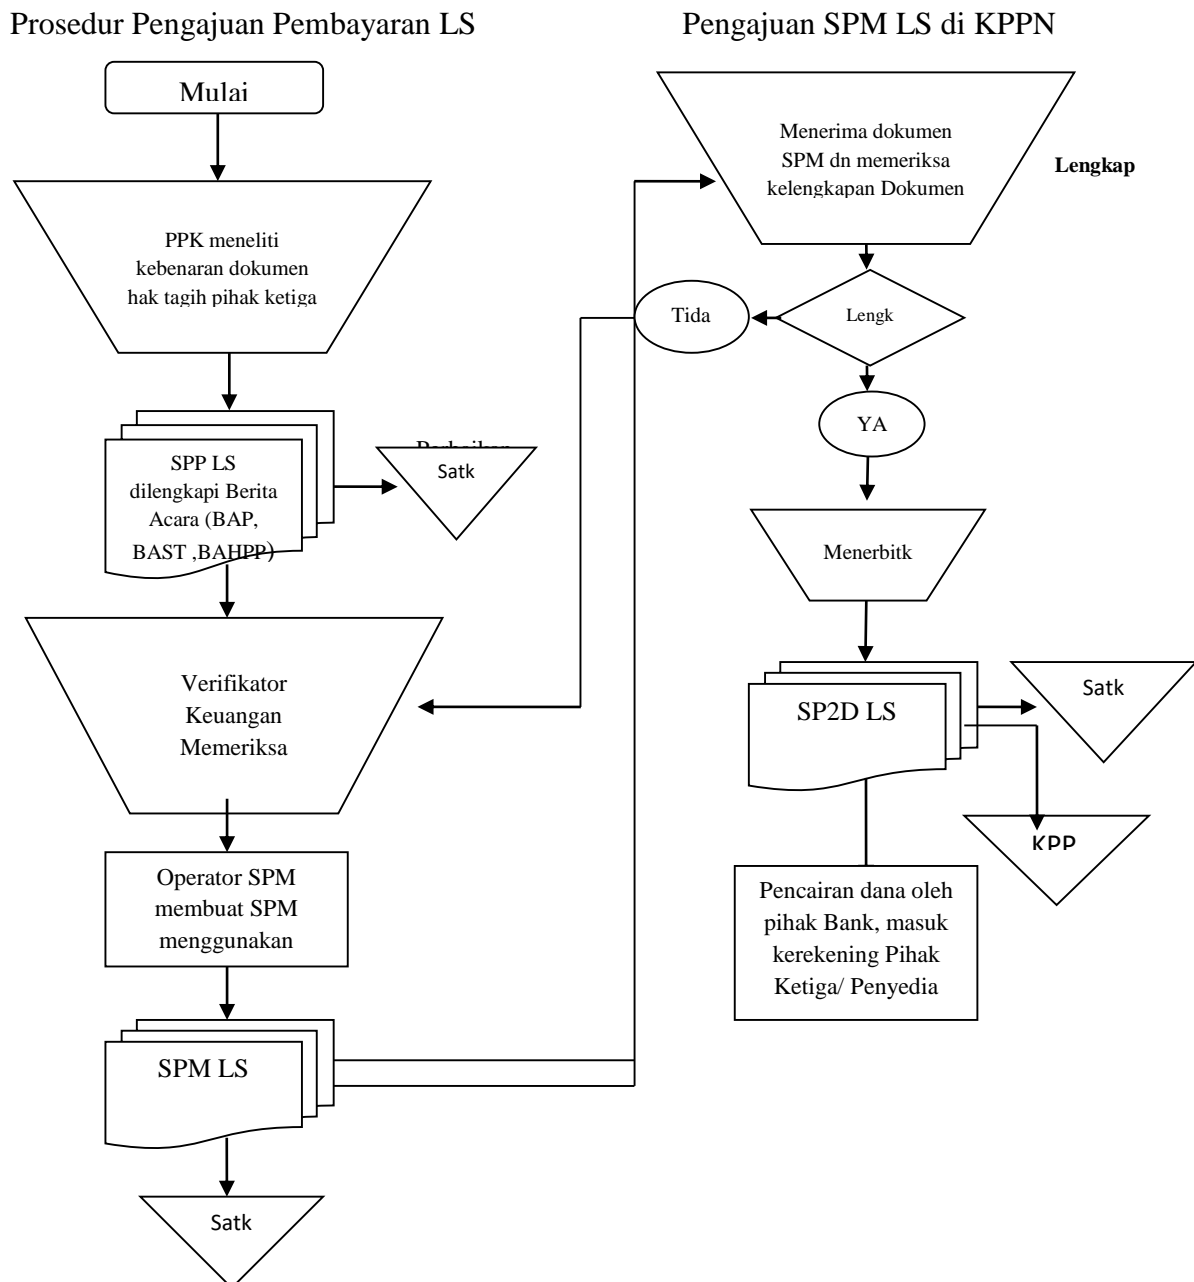 Prosedur Pengajuan Pembayaran LS
Mulai
PPK meneliti
kebenaran dokumen
hak tagih pihak ketiga
SPP LS
dilengkapi Berita
Acara (BAP,
BAST ,BAHPP)
Satk
Verifikator
Keuangan
Memeriksa
Operator SPM
membuat SPM
menggunakan
SPM LS
Satk
Pengajuan SPM LS di KPPN
Menerima dokumen
SPM dn memeriksa
kelengkapan Dokumen
Lengkap
Lengk
Tida
YA
Menerbitk
SP2D LS
Satk
KPP
Pencairan dana oleh
pihak Bank, masuk
kerekening Pihak
Ketiga/ Penyedia